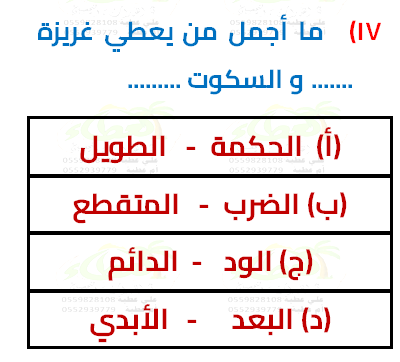 ١٧) ما أجمل من يعطي غريزة
....... و السكوت .........
(أ) الحكمة - الطويل
(ب) الضرب - المتقطع
(ج) الود - الدائم
(د) البعد - الأبدي